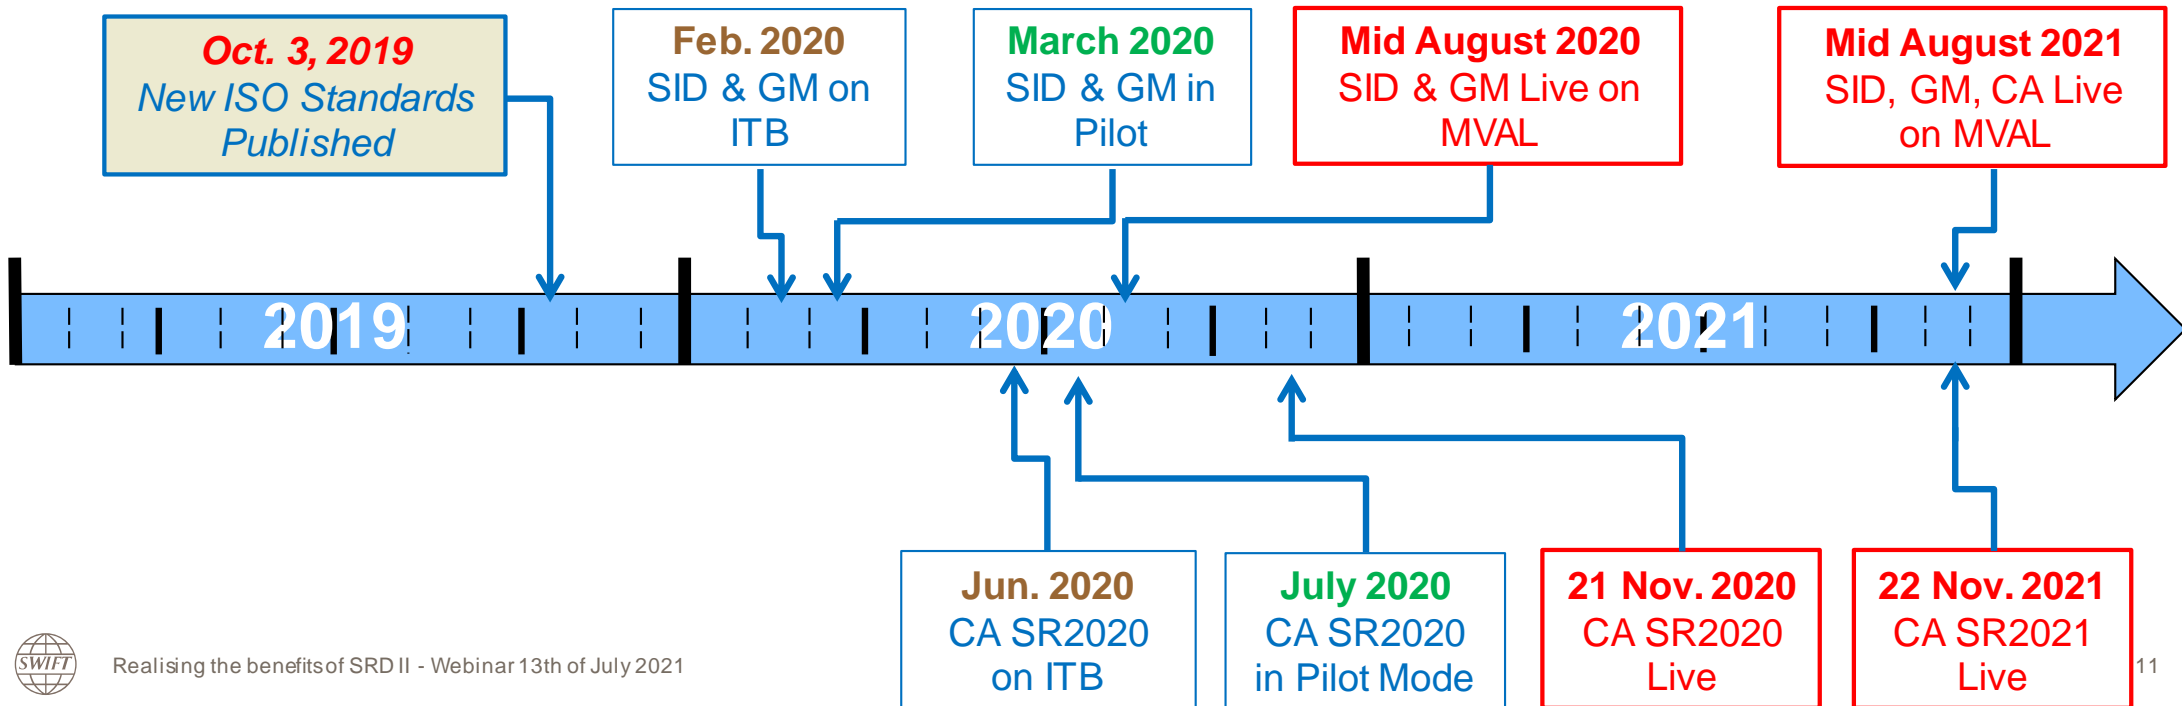 Oct. 3, 2019
New ISO Standards
Published
Feb. 2020
SID & GM on
ITB
March 2020
SID & GM in
Pilot
Mid August 2020
SID & GM Live on
MVAL
Mid August 2021
SID, GM, CA Live
on MVAL
2019
2020
2021
Jun. 2020
CA SR2020
on ITB
July 2020
CA SR2020
in Pilot Mode
21 Nov. 2020
CA SR2020
Live
22 Nov. 2021
CA SR2021
Live
SWIFT
Realising the benefits of SRD II - Webinar 13th of July 2021
11